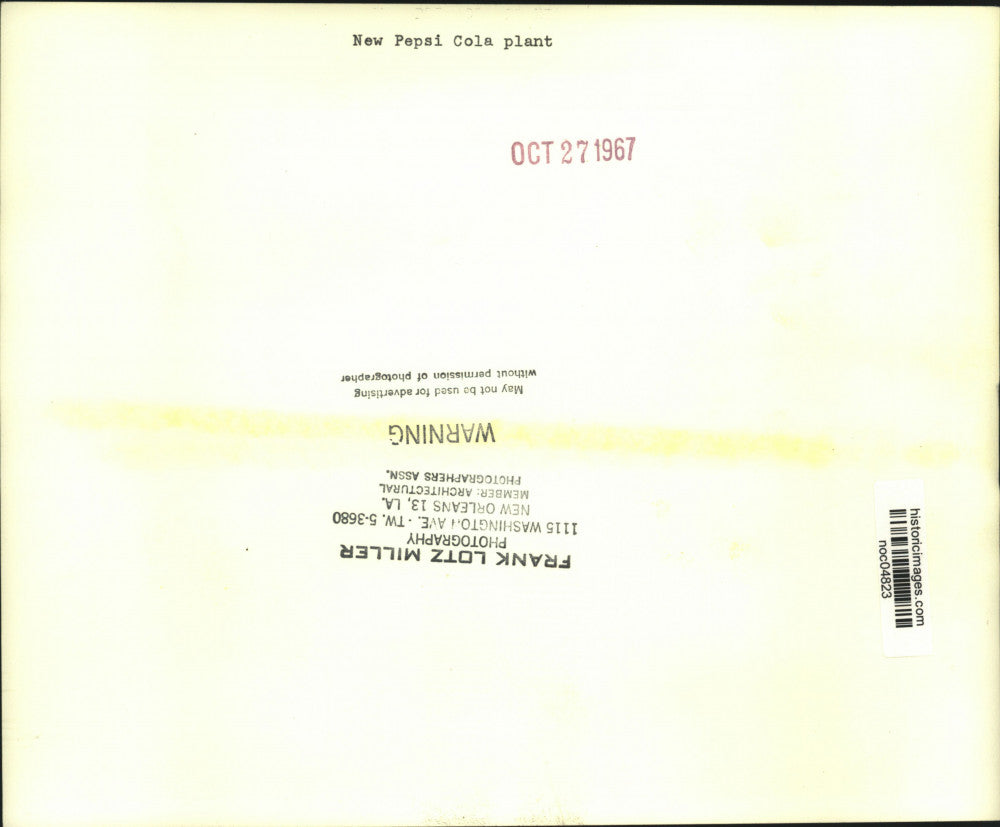 New Pepsi Cola plant
OCT 27 1967
FRANK LOTZ MILLER
PHOTOGRAPHY
1115 WASHINGTON AVE. - TW. 5-3680
NEW ORLEANS 13, LA.
MEMBER: ARCHITECTURAL
PHOTOGRAPHERS ASSN.
WARNING
May not be used for advertising
without permission of photographer
historicimages.com
noc04823